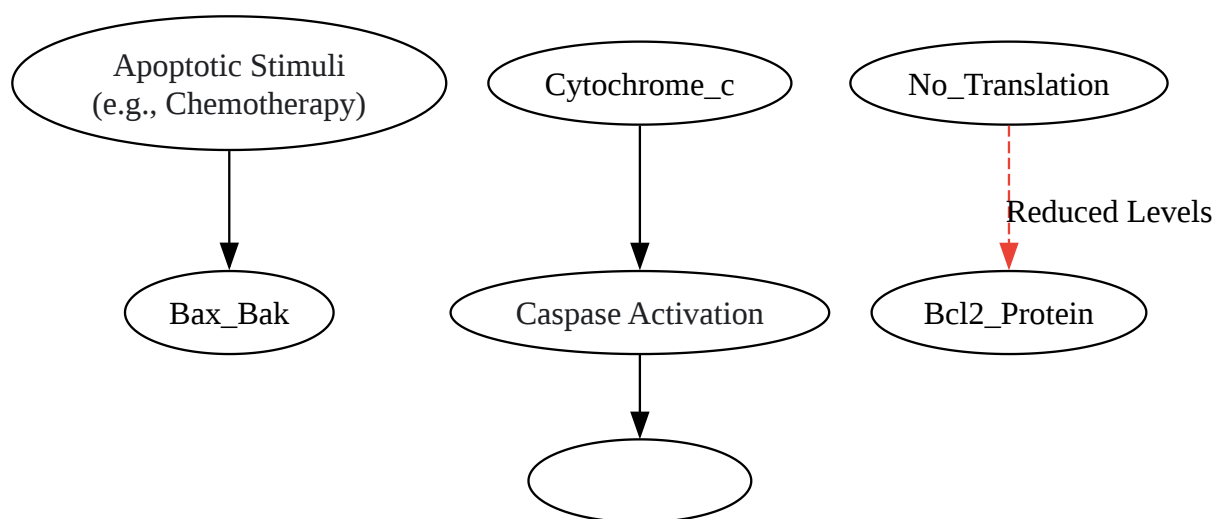 Apoptotic Stimuli
(e.g., Chemotherapy)
Cytochrome_c
No_Translation
Reduced Levels
Bax_Bak
Caspase Activation
Bcl2_Protein